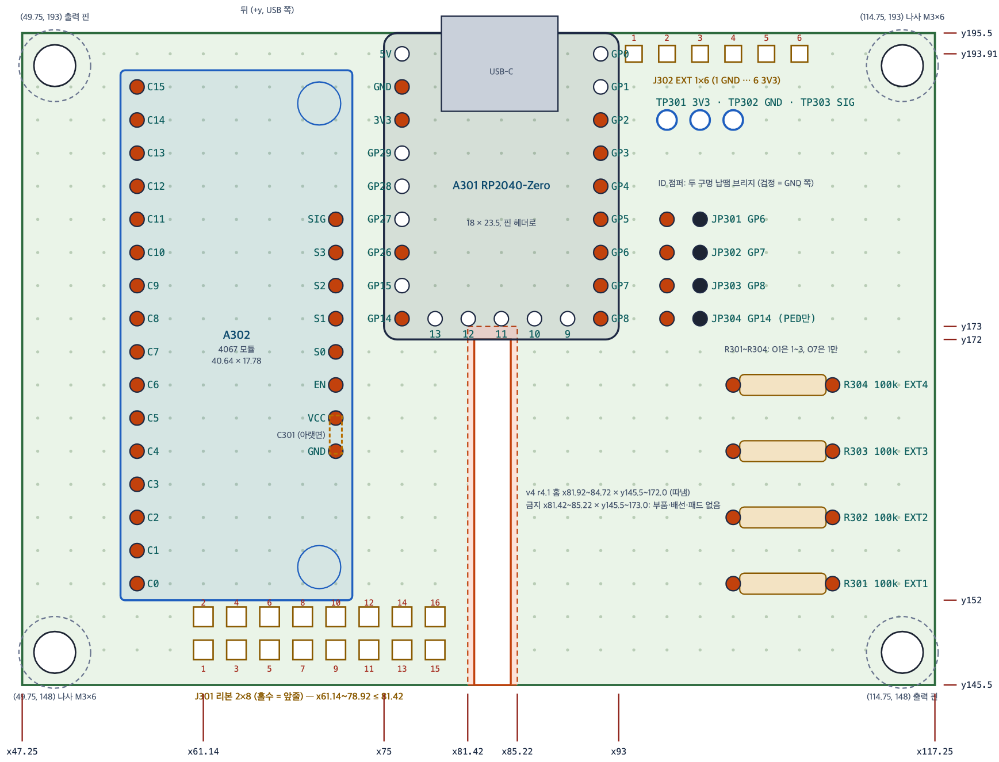 뒤 (+y, USB 쪽)
(49.75, 193) 출력 핀
(114.75, 193) 나사 M3×6
y195.5
y193.91
1 2 3 4 5 6
J302 EXT 1×6 (1 GND ⋯ 6 3V3)
TP301 3V3 · TP302 GND · TP303 SIG
USB-C
5V
GND
3V3
GP29
GP28
GP27
GP26
GP15
GP14
GP0
GP1
GP2
GP3
GP4
GP5
GP6
GP7
GP8
13 12 11 10 9
A301 RP2040-Zero
18 × 23.5, 핀 헤더로
C15
C14
C13
C12
C11
C10
C9
C8
C7
C6
C5
C4
C3
C2
C1
C0
SIG
S3
S2
S1
S0
EN
VCC
GND
C301 (아랫면)
A302
4067 모듈
40.64 × 17.78
ID 점퍼: 두 구멍 납땜 브리지 (검정 = GND 쪽)
JP301 GP6
JP302 GP7
JP303 GP8
JP304 GP14 (PED만)
y173
y172
R301~R304: O1은 1~3, O7은 1만
R304 100k EXT4
R303 100k EXT3
R302 100k EXT2
R301 100k EXT1
v4 r4.1 홈 x81.92~84.72 × y145.5~172.0 (따냄)
금지 x81.42~85.22 × y145.5~173.0: 부품·배선·패드 없음
y152
2 4 6 8 10 12 14 16
1 3 5 7 9 11 13 15
y145.5
(49.75, 148) 나사 M3×6
J301 리본 2×8 (홀수 = 앞줄) — x61.14~78.92 ≤ 81.42
(114.75, 148) 출력 핀
x47.25
x61.14
x75
x81.42
x85.22
x93
x117.25